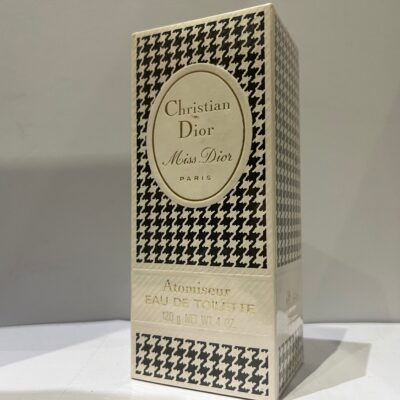 Christian
Dior
Miss Dior
PARIS
Atomiseur
EAU DE TOILETTE
120 g NET WT 4 OZ